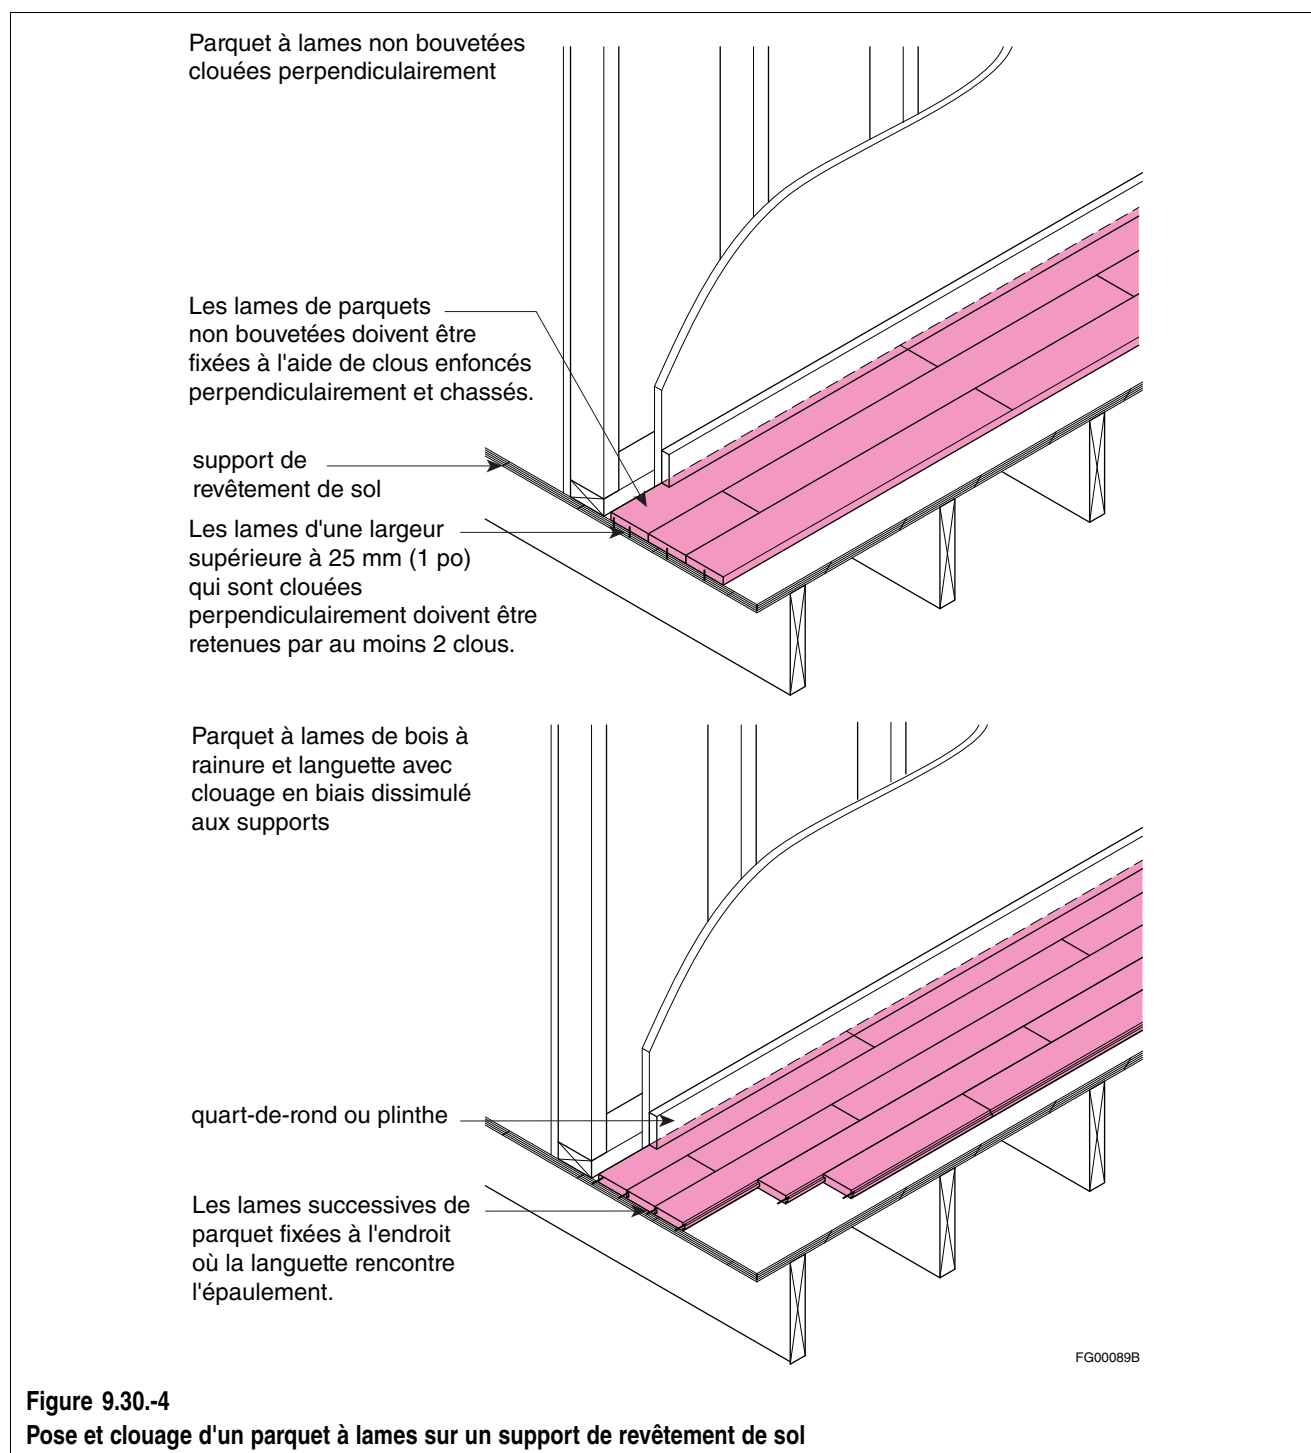 Parquet à lames non bouvetées
clouées perpendiculairement
Les lames de parquets
non bouvetées doivent être
fixées à l'aide de clous enfoncés
perpendiculairement et chassés.
support de
revêtement de sol
Les lames d'une largeur
supérieure à 25 mm (1 po)
qui sont clouées
perpendiculairement doivent être
retenues par au moins 2 clous.
Parquet à lames de bois à
rainure et languette avec
clouage en biais dissimulé
aux supports
quart-de-rond ou plinthe
Les lames successives de
parquet fixées à l'endroit
où la languette rencontre
l'épaulement.
FG00089B
Figure 9.30.-4
Pose et clouage d'un parquet à lames sur un support de revêtement de sol